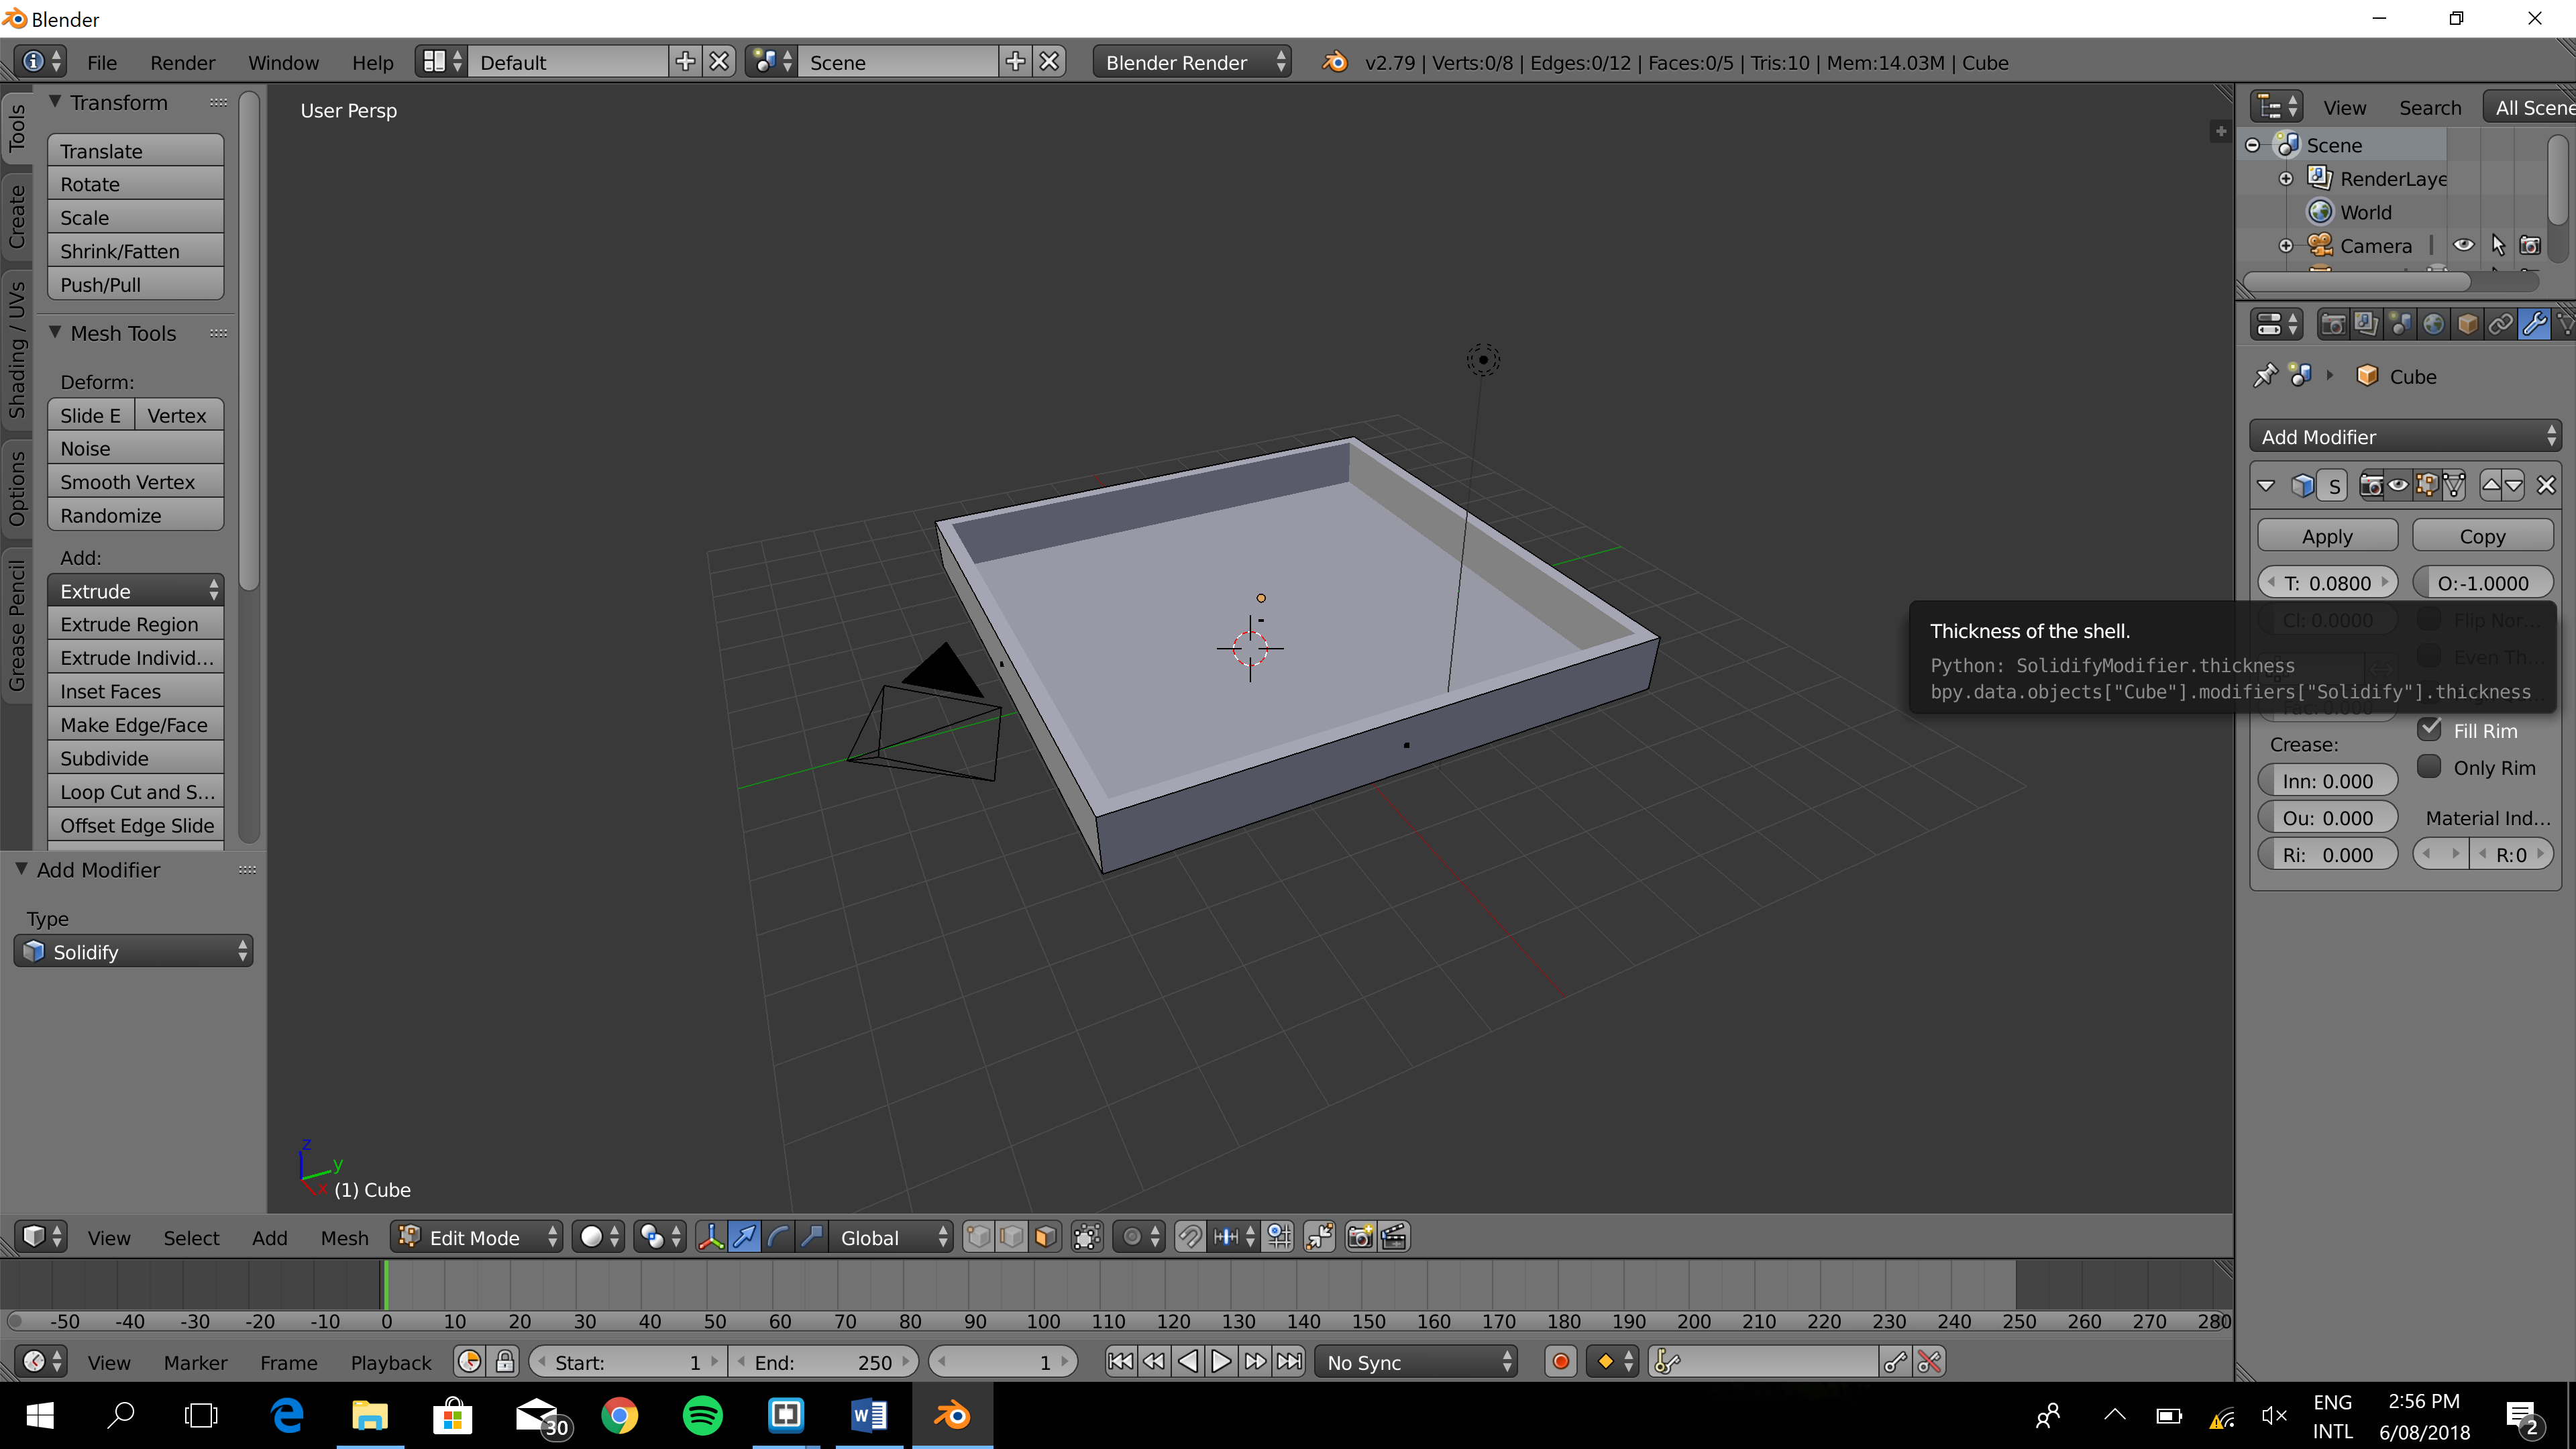 Blender
File Render Window Help Default Scene Blender Render v2.79 | Verts:0/8 | Edges:0/12 | Faces:0/5 | Tris:10 | Mem:14.03M | Cube
Tools
Create
Shading / UVs
Options
Grease Pencil
Transform
Translate
Rotate
Scale
Shrink/Fatten
Push/Pull
Mesh Tools
Deform:
Slide E Vertex
Noise
Smooth Vertex
Randomize
Add:
Extrude
Extrude Region
Extrude Individ...
Inset Faces
Make Edge/Face
Subdivide
Loop Cut and S...
Offset Edge Slide
Add Modifier
Type
Solidify
User Persp
z
y
x
(1) Cube
View Search All Scene
Scene
RenderLaye
World
Camera
Cube
Add Modifier
S
Apply Copy
T: 0.0800 O:-1.0000
Cl: 0.0000 Flip Nor...
Even Th...
Thickness of the shell.
Python: SolidifyModifier.thickness
bpy.data.objects["Cube"].modifiers["Solidify"].thickness
Fac: 0.000
Fill Rim
Crease:
Only Rim
Inn: 0.000
Ou: 0.000 Material Ind...
Ri: 0.000 R:0
View Select Add Mesh Edit Mode Global
-50 -40 -30 -20 -10 0 10 20 30 40 50 60 70 80 90 100 110 120 130 140 150 160 170 180 190 200 210 220 230 240 250 260 270 280
View Marker Frame Playback Start: 1 End: 250 1 No Sync
30
ENG
INTL
2:56 PM
6/08/2018
2